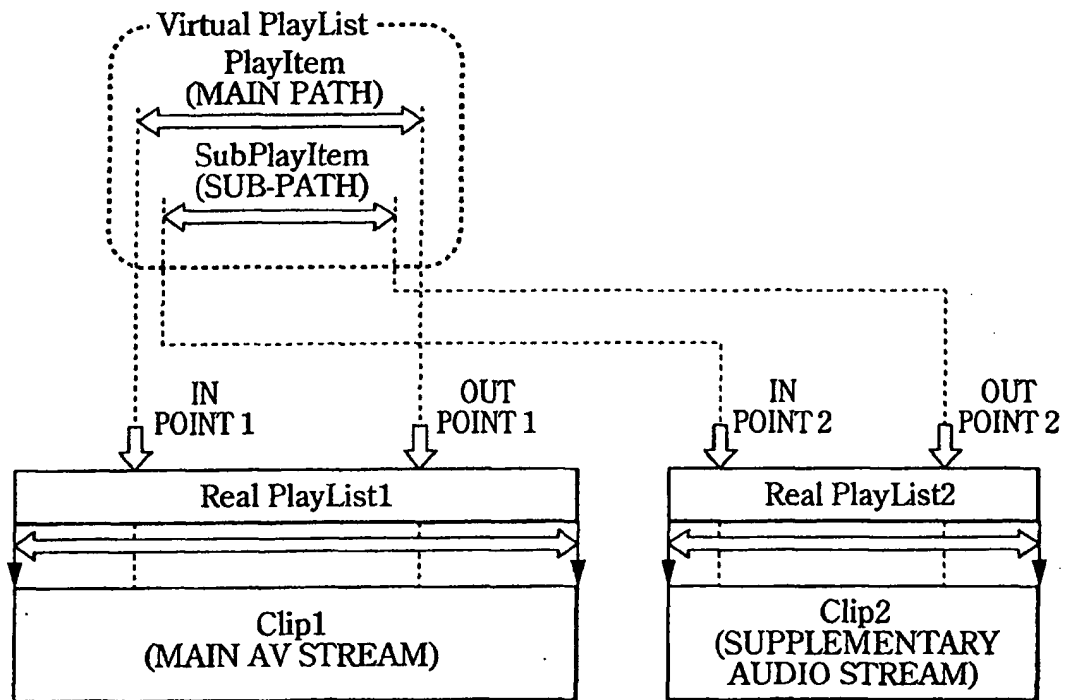 Virtual PlayList
PlayItem
(MAIN PATH)
SubPlayItem
(SUB-PATH)
IN
POINT 1
OUT
POINT 1
IN
POINT 2
OUT
POINT 2
Real PlayList1
Real PlayList2
Clip1
(MAIN AV STREAM)
Clip2
(SUPPLEMENTARY
AUDIO STREAM)